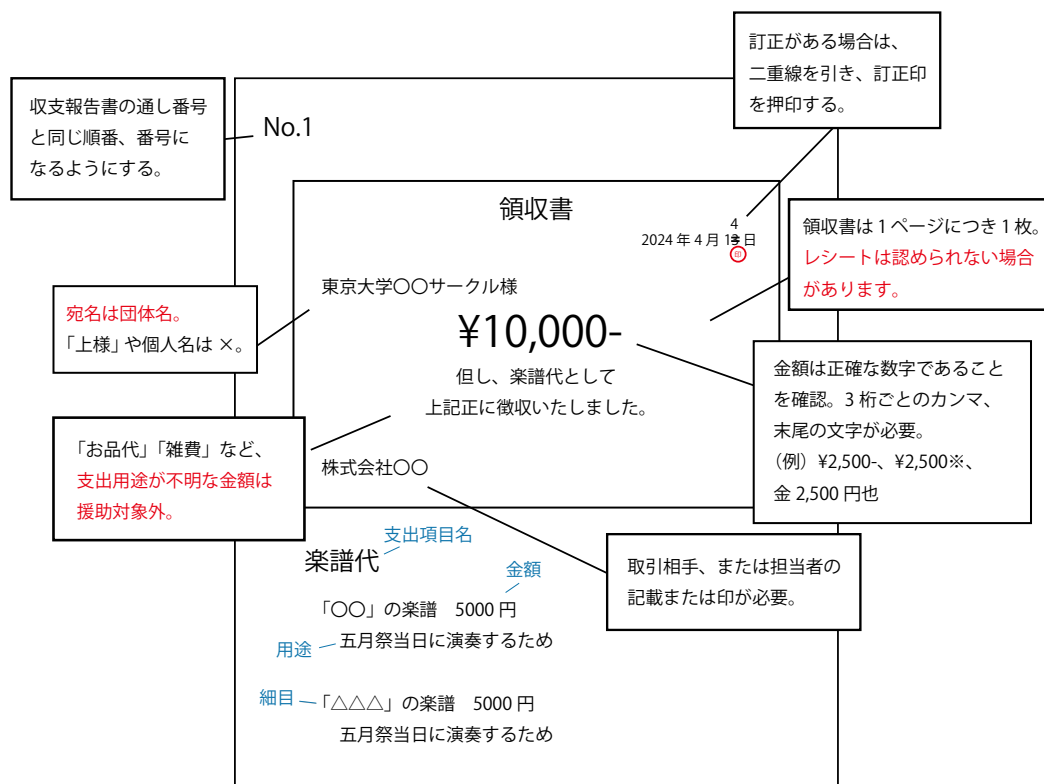 訂正がある場合は、
二重線を引き、訂正印
を押印する。
収支報告書の通し番号
と同じ順番、番号に
なるようにする。
No.1
領収書
4
2024 年 4 月 13 日
印
領収書は 1 ページにつき 1 枚。
レシートは認められない場合
があります。
東京大学〇〇サークル様
宛名は団体名。
「上様」や個人名は ×。
¥10,000-
但し、楽譜代として
上記正に徴収いたしました。
金額は正確な数字であること
を確認。3 桁ごとのカンマ、
末尾の文字が必要。
（例）¥2,500-、¥2,500※、
金 2,500 円也
「お品代」「雑費」など、
支出用途が不明な金額は
援助対象外。
株式会社〇〇
支出項目名
楽譜代
金額
取引相手、または担当者の
記載または印が必要。
「〇〇」の楽譜　5000 円
用途
五月祭当日に演奏するため
細目
「△△△」の楽譜　5000 円
五月祭当日に演奏するため